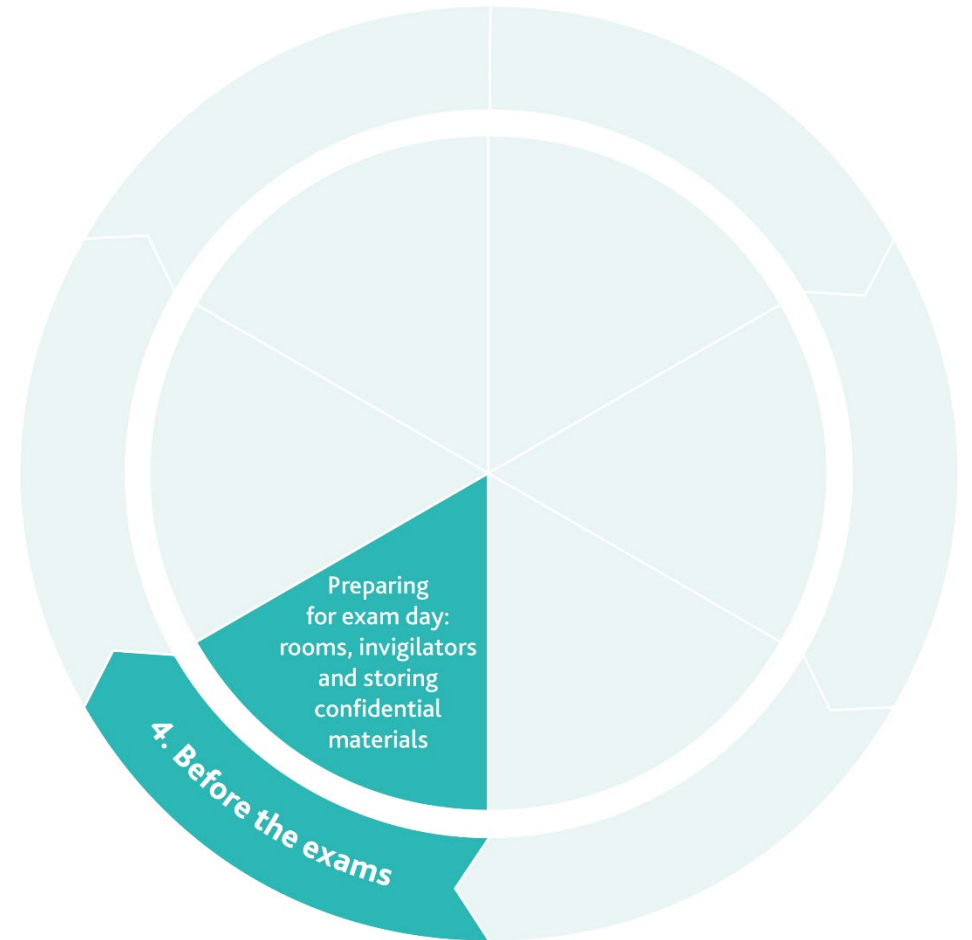 Preparing
for exam day:
rooms, invigilators
and storing
confidential
materials
4. Before the exams